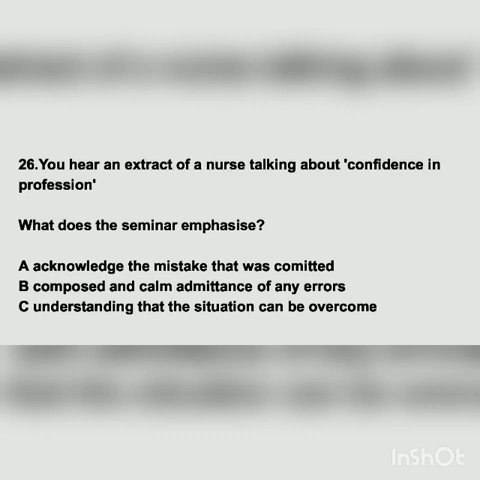 26.You hear an extract of a nurse talking about 'confidence in
profession'
What does the seminar emphasise?
A acknowledge the mistake that was comitted
B composed and calm admittance of any errors
C understanding that the situation can be overcome
InShOt